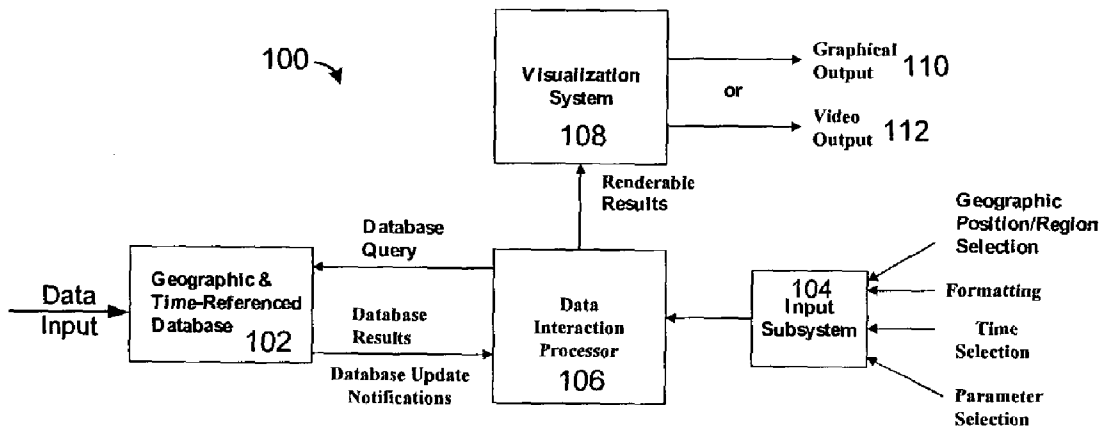 100
Visualization
System
108
Graphical
Output 110
or
Video
Output 112
Renderable
Results
Geographic
Position/Region
Selection
Formatting
Time
Selection
Parameter
Selection
104
Input
Subsystem
Database
Query
Data
Input
Geographic &
Time-Referenced
Database
102
Database
Results
Database Update
Notifications
Data
Interaction
Processor
106